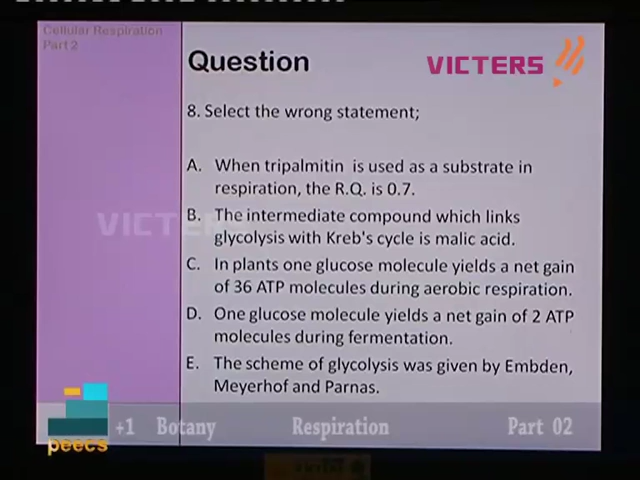 Cellular Respiration
Part 2
Question
VICTERS
8. Select the wrong statement;
A. When tripalmitin is used as a substrate in
respiration, the R.Q. is 0.7.
VICTERS
B. The intermediate compound which links
glycolysis with Kreb's cycle is malic acid.
C. In plants one glucose molecule yields a net gain
of 36 ATP molecules during aerobic respiration.
D. One glucose molecule yields a net gain of 2 ATP
molecules during fermentation.
E. The scheme of glycolysis was given by Embden,
Meyerhof and Parnas.
+1 Botany Respiration Part 02
peecs